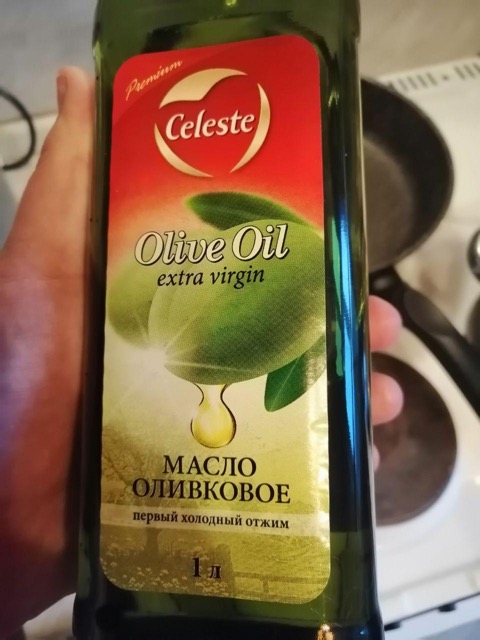 Premium
Celeste
Olive Oil
extra virgin
МАСЛО
ОЛИВКОВОЕ
первый холодный отжим
1 л